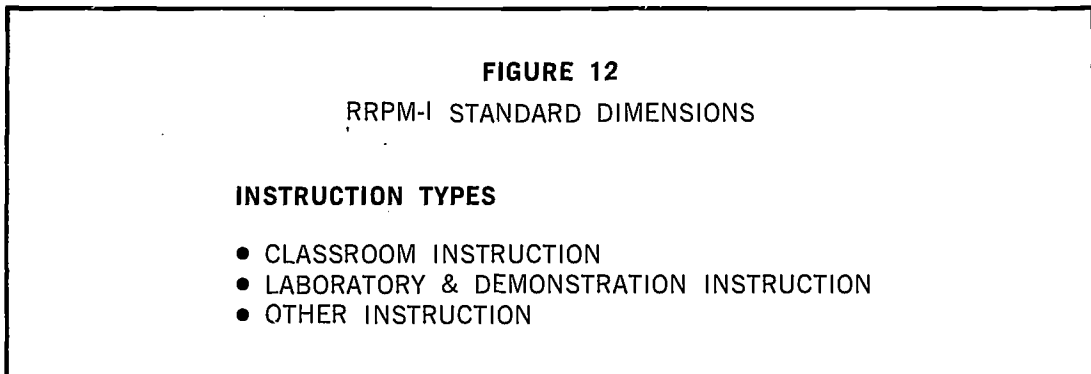 FIGURE 12
RRPM-I STANDARD DIMENSIONS
INSTRUCTION TYPES
● CLASSROOM INSTRUCTION
● LABORATORY & DEMONSTRATION INSTRUCTION
● OTHER INSTRUCTION